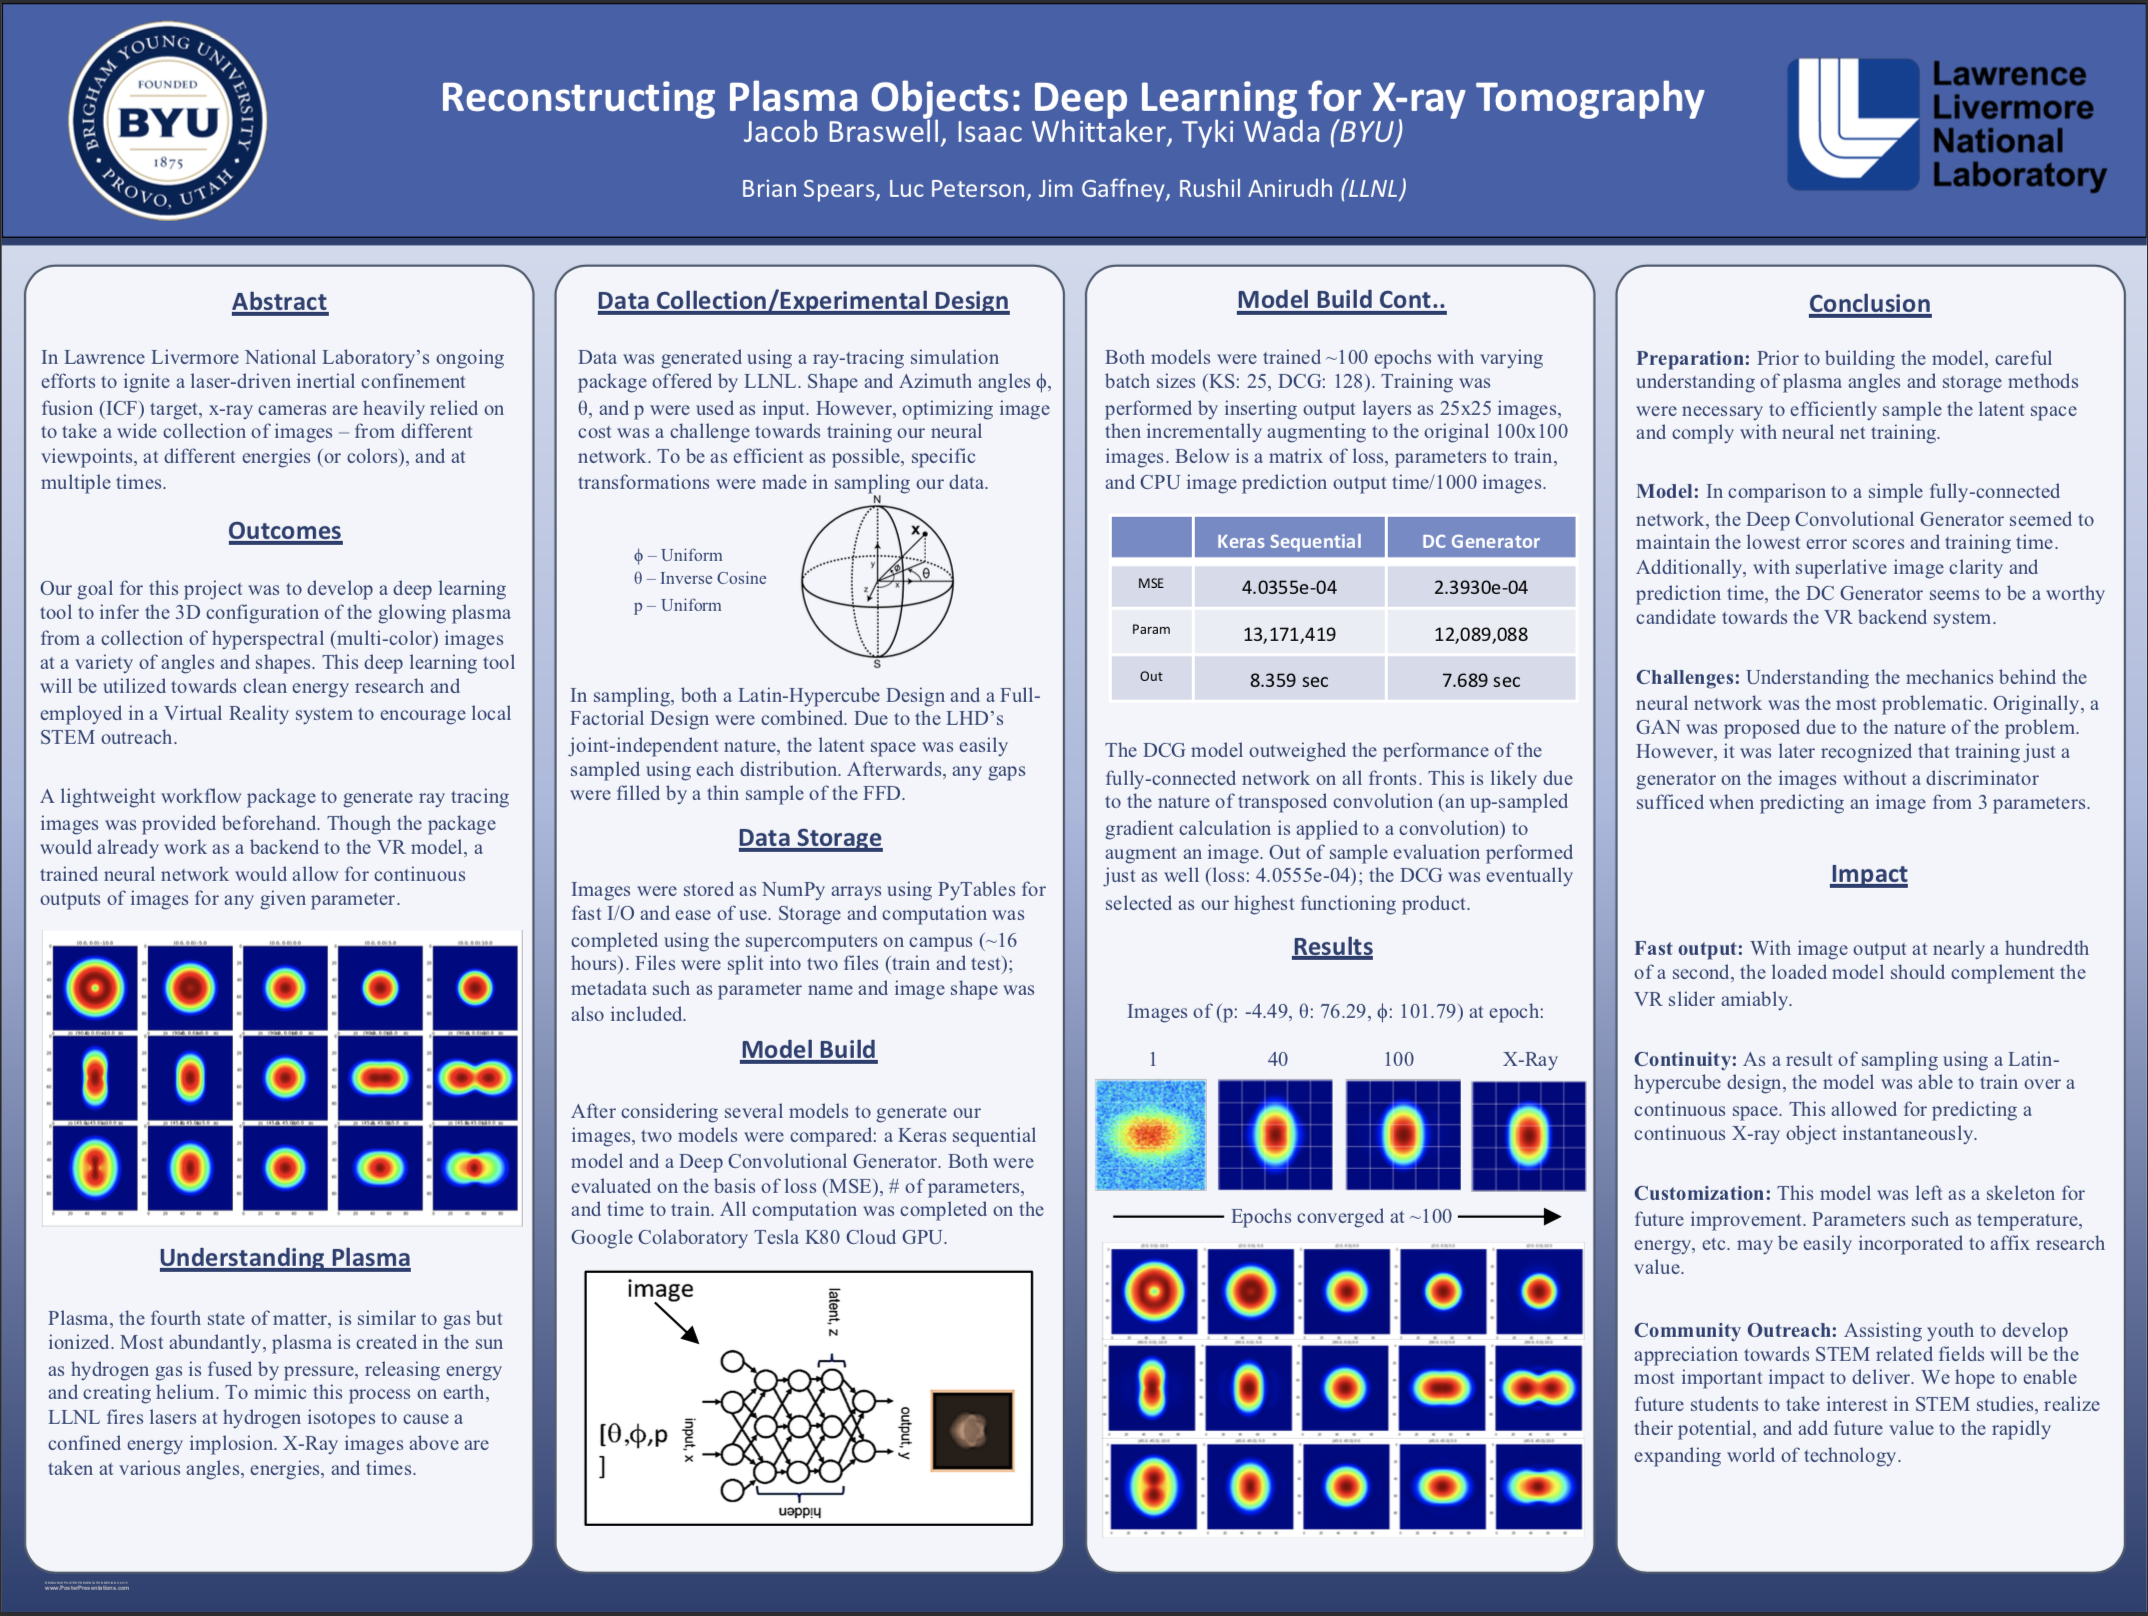 BRIGHAM YOUNG UNIVERSITY
FOUNDED
BYU
1875
PROVO, UTAH
Reconstructing Plasma Objects: Deep Learning for X-ray Tomography
Jacob Braswell, Isaac Whittaker, Tyki Wada (BYU)
Brian Spears, Luc Peterson, Jim Gaffney, Rushil Anirudh (LLNL)
Lawrence
Livermore
National
Laboratory
Abstract
In Lawrence Livermore National Laboratory's ongoing
efforts to ignite a laser-driven inertial confinement
fusion (ICF) target, x-ray cameras are heavily relied on
to take a wide collection of images – from different
viewpoints, at different energies (or colors), and at
multiple times.
Outcomes
Our goal for this project was to develop a deep learning
tool to infer the 3D configuration of the glowing plasma
from a collection of hyperspectral (multi-color) images
at a variety of angles and shapes. This deep learning tool
will be utilized towards clean energy research and
employed in a Virtual Reality system to encourage local
STEM outreach.
A lightweight workflow package to generate ray tracing
images was provided beforehand. Though the package
would already work as a backend to the VR model, a
trained neural network would allow for continuous
outputs of images for any given parameter.
Understanding Plasma
Plasma, the fourth state of matter, is similar to gas but
ionized. Most abundantly, plasma is created in the sun
as hydrogen gas is fused by pressure, releasing energy
and creating helium. To mimic this process on earth,
LLNL fires lasers at hydrogen isotopes to cause a
confined energy implosion. X-Ray images above are
taken at various angles, energies, and times.
www.PosterPresentations.com
Data Collection/Experimental Design
Data was generated using a ray-tracing simulation
package offered by LLNL. Shape and Azimuth angles ϕ,
θ, and p were used as input. However, optimizing image
cost was a challenge towards training our neural
network. To be as efficient as possible, specific
transformations were made in sampling our data.
ϕ – Uniform
θ – Inverse Cosine
p – Uniform
N
x
y
ϕ
θ
x
z
S
In sampling, both a Latin-Hypercube Design and a Full-
Factorial Design were combined. Due to the LHD's
joint-independent nature, the latent space was easily
sampled using each distribution. Afterwards, any gaps
were filled by a thin sample of the FFD.
Data Storage
Images were stored as NumPy arrays using PyTables for
fast I/O and ease of use. Storage and computation was
completed using the supercomputers on campus (~16
hours). Files were split into two files (train and test);
metadata such as parameter name and image shape was
also included.
Model Build
After considering several models to generate our
images, two models were compared: a Keras sequential
model and a Deep Convolutional Generator. Both were
evaluated on the basis of loss (MSE), # of parameters,
and time to train. All computation was completed on the
Google Colaboratory Tesla K80 Cloud GPU.
image
latent, z
[θ,ϕ,p
]
input, x
output, y
hidden
Model Build Cont..
Both models were trained ~100 epochs with varying
batch sizes (KS: 25, DCG: 128). Training was
performed by inserting output layers as 25x25 images,
then incrementally augmenting to the original 100x100
images. Below is a matrix of loss, parameters to train,
and CPU image prediction output time/1000 images.
Keras Sequential DC Generator
MSE 4.0355e-04 2.3930e-04
Param 13,171,419 12,089,088
Out 8.359 sec 7.689 sec
The DCG model outweighed the performance of the
fully-connected network on all fronts. This is likely due
to the nature of transposed convolution (an up-sampled
gradient calculation is applied to a convolution) to
augment an image. Out of sample evaluation performed
just as well (loss: 4.0555e-04); the DCG was eventually
selected as our highest functioning product.
Results
Images of (p: -4.49, θ: 76.29, ϕ: 101.79) at epoch:
1 40 100 X-Ray
Epochs converged at ~100
Conclusion
Preparation: Prior to building the model, careful
understanding of plasma angles and storage methods
were necessary to efficiently sample the latent space
and comply with neural net training.
Model: In comparison to a simple fully-connected
network, the Deep Convolutional Generator seemed to
maintain the lowest error scores and training time.
Additionally, with superlative image clarity and
prediction time, the DC Generator seems to be a worthy
candidate towards the VR backend system.
Challenges: Understanding the mechanics behind the
neural network was the most problematic. Originally, a
GAN was proposed due to the nature of the problem.
However, it was later recognized that training just a
generator on the images without a discriminator
sufficed when predicting an image from 3 parameters.
Impact
Fast output: With image output at nearly a hundredth
of a second, the loaded model should complement the
VR slider amiably.
Continuity: As a result of sampling using a Latin-
hypercube design, the model was able to train over a
continuous space. This allowed for predicting a
continuous X-ray object instantaneously.
Customization: This model was left as a skeleton for
future improvement. Parameters such as temperature,
energy, etc. may be easily incorporated to affix research
value.
Community Outreach: Assisting youth to develop
appreciation towards STEM related fields will be the
most important impact to deliver. We hope to enable
future students to take interest in STEM studies, realize
their potential, and add future value to the rapidly
expanding world of technology.